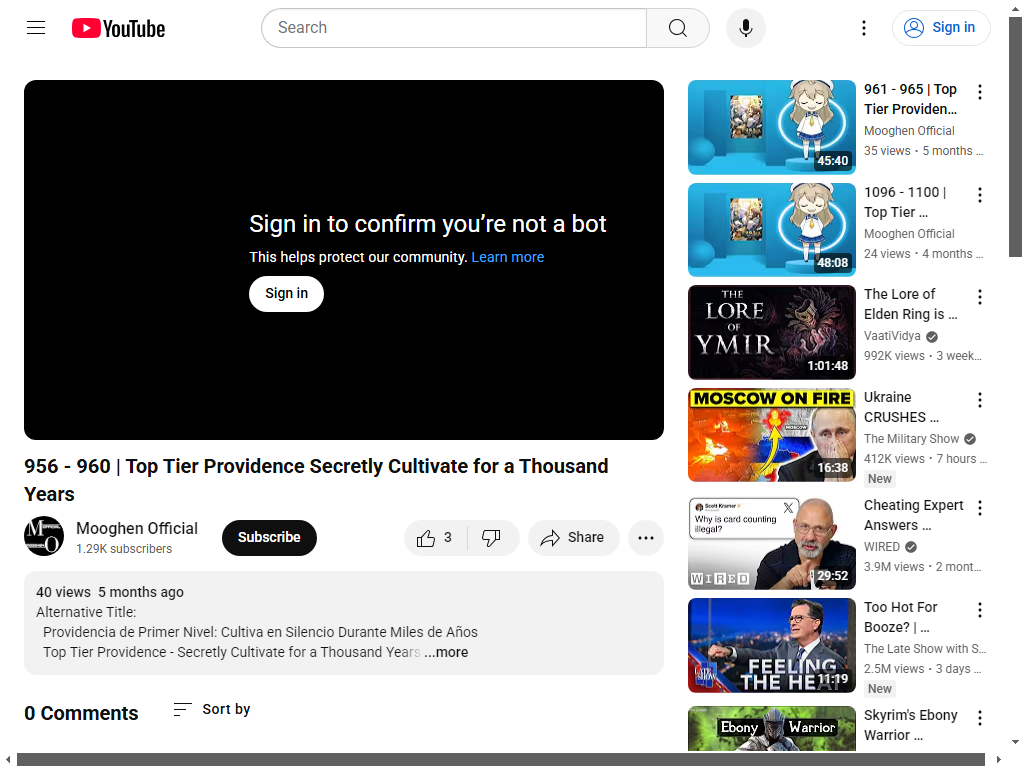 YouTube
Search
Sign in
Sign in to confirm you’re not a bot
This helps protect our community. Learn more
Sign in
956 - 960 | Top Tier Providence Secretly Cultivate for a Thousand
Years
Mooghen Official
1.29K subscribers
Subscribe
3
Share
40 views 5 months ago
Alternative Title:
Providencia de Primer Nivel: Cultiva en Silencio Durante Miles de Años
Top Tier Providence - Secretly Cultivate for a Thousand Years ...more
0 Comments
Sort by
45:40
961 - 965 | Top
Tier Providen...
Mooghen Official
35 views • 5 months ...
48:08
1096 - 1100 |
Top Tier ...
Mooghen Official
24 views • 4 months ...
THE
LORE
OF
YMIR
1:01:48
The Lore of
Elden Ring is ...
VaatiVidya
992K views • 3 week...
MOSCOW ON FIRE
MOSCOW
16:38
Ukraine
CRUSHES ...
The Military Show
412K views • 7 hours ...
New
Scott Kramer
Why is card counting
illegal?
WIRED
29:52
Cheating Expert
Answers ...
WIRED
3.9M views • 2 mont...
LATE SHOW
FEELING
THE HEAT
11:19
Too Hot For
Booze? | ...
The Late Show with S...
2.5M views • 3 days ...
New
Ebony Warrior
Skyrim's Ebony
Warrior ...